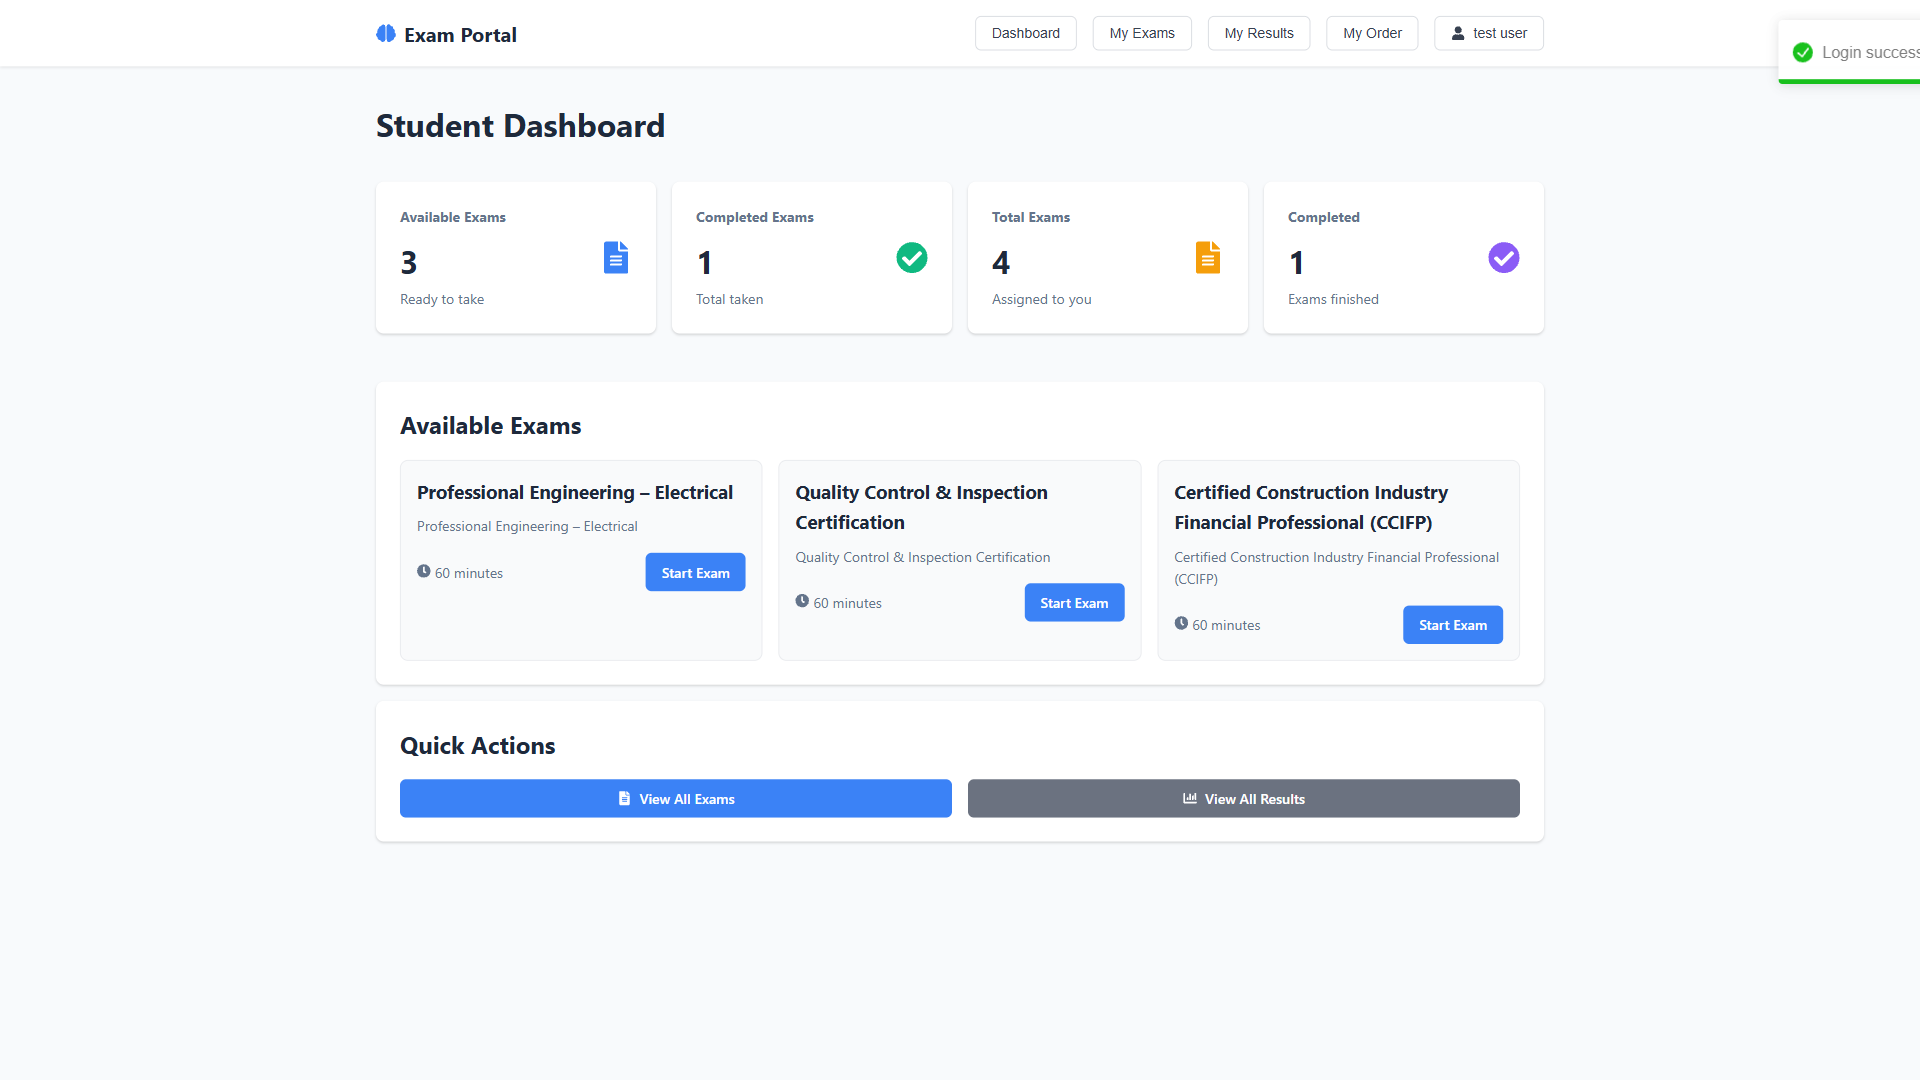 Exam Portal
Dashboard
My Exams
My Results
My Order
test user
Login success
Student Dashboard
Available Exams
3
Ready to take
Completed Exams
1
Total taken
Total Exams
4
Assigned to you
Completed
1
Exams finished
Available Exams
Professional Engineering – Electrical
Professional Engineering – Electrical
60 minutes
Start Exam
Quality Control & Inspection
Certification
Quality Control & Inspection Certification
60 minutes
Start Exam
Certified Construction Industry
Financial Professional (CCIFP)
Certified Construction Industry Financial Professional
(CCIFP)
60 minutes
Start Exam
Quick Actions
View All Exams
View All Results